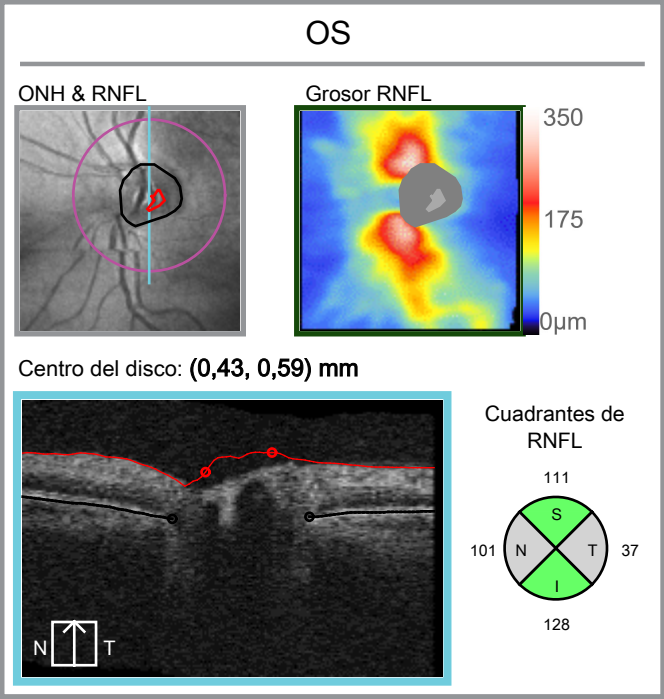 OS
ONH & RNFL
Grosor RNFL
350
175
0µm
Centro del disco: (0,43, 0,59) mm
Cuadrantes de
RNFL
111
S
101 N T 37
I
128
N T